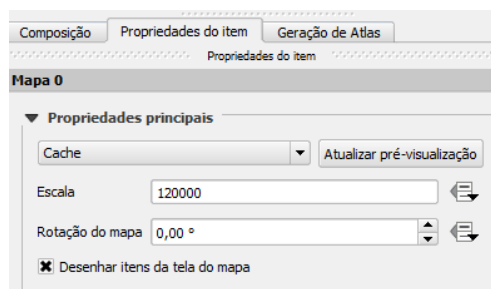 Composição Propriedades do item Geração de Atlas
Propriedades do item
Mapa 0
Propriedades principais
Cache Atualizar pré-visualização
Escala 120000
Rotação do mapa 0,00 °
Desenhar itens da tela do mapa